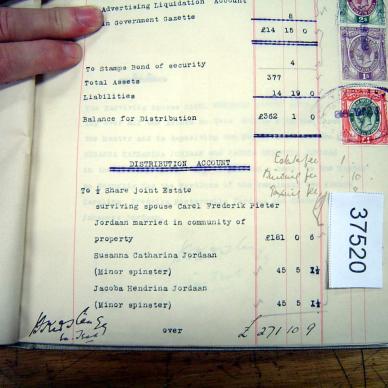 Advertising Liquidation Account
in Government Gazette 8
£14 15 0
To Stamps Bond of security 4
Total Assets 377
Liabilities 14 19 0
Balance for Distribution £362 1 0
DISTRIBUTION ACCOUNT
To ½ Share joint Estate
surviving spouse Carel Frederik Pieter
Jordaan married in community of
property £181 0 6
Susanna Catharina Jordaan
(Minor spinster) 45 5 1½
Jacoba Hendrina Jordaan
(Minor spinster) 45 5 1½
over £ 271 10 9
37520